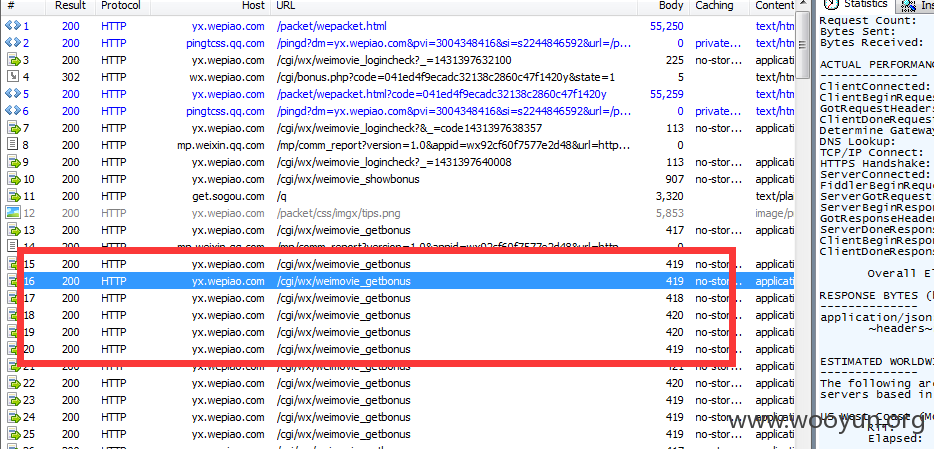 # Result Protocol Host URL Body Caching Content
1 200 HTTP yx.wepiao.com /packet/wepacket.html 55,250 text/htm
2 200 HTTP pingtcss.qq.com /pingd?dm=yx.wepiao.com&pvi=3004348416&si=s2244846592&url=/p... 0 private... text/htm
3 200 HTTP yx.wepiao.com /cgi/wx/weimovie_logincheck?_=1431397632100 225 no-stor... applicati
4 302 HTTP wx.wepiao.com /cgi/bonus.php?code=041ed4f9ecadc32138c2860c47f1420y&state=1 5 text/htm
5 200 HTTP yx.wepiao.com /packet/wepacket.html?code=041ed4f9ecadc32138c2860c47f1420y 55,259 text/htm
6 200 HTTP pingtcss.qq.com /pingd?dm=yx.wepiao.com&pvi=3004348416&si=s2244846592&url=/p... 0 private... text/htm
7 200 HTTP yx.wepiao.com /cgi/wx/weimovie_logincheck?&_=code1431397638357 113 no-stor... applicati
8 200 HTTP mp.weixin.qq.com /mp/comm_report?version=1.0&appid=wx92cf60f7577e2d48&url=http... 0
9 200 HTTP yx.wepiao.com /cgi/wx/weimovie_logincheck?_=1431397640008 113 no-stor... applicati
10 200 HTTP yx.wepiao.com /cgi/wx/weimovie_showbonus 907 no-stor... applicati
11 200 HTTP get.sogou.com /q 3,320 text/pla
12 200 HTTP yx.wepiao.com /packet/css/imgx/tips.png 5,853 image/p
13 200 HTTP yx.wepiao.com /cgi/wx/weimovie_getbonus 417 no-stor... applicati
14 200 HTTP mp.weixin.qq.com /mp/comm_report?version=1.0&appid=wx92cf60f7577e2d48&url=http... 0
15 200 HTTP yx.wepiao.com /cgi/wx/weimovie_getbonus 419 no-stor... applicati
16 200 HTTP yx.wepiao.com /cgi/wx/weimovie_getbonus 419 no-stor... applicati
17 200 HTTP yx.wepiao.com /cgi/wx/weimovie_getbonus 418 no-stor... applicati
18 200 HTTP yx.wepiao.com /cgi/wx/weimovie_getbonus 420 no-stor... applicati
19 200 HTTP yx.wepiao.com /cgi/wx/weimovie_getbonus 420 no-stor... applicati
20 200 HTTP yx.wepiao.com /cgi/wx/weimovie_getbonus 419 no-stor... applicati
21 200 HTTP yx.wepiao.com /cgi/wx/weimovie_getbonus 421 no-stor... applicati
22 200 HTTP yx.wepiao.com /cgi/wx/weimovie_getbonus 420 no-stor... applicati
23 200 HTTP yx.wepiao.com /cgi/wx/weimovie_getbonus 419 no-stor... applicati
24 200 HTTP yx.wepiao.com /cgi/wx/weimovie_getbonus 419 no-stor... applicati
25 200 HTTP yx.wepiao.com /cgi/wx/weimovie_getbonus 419 no-stor... applicati
Statistics Ins
Request Count:
Bytes Sent:
Bytes Received:
ACTUAL PERFORMAN
--------------
ClientConnected:
ClientBeginReque
GotRequestHeader
ClientDoneReques
Determine Gatewa
DNS Lookup:
TCP/IP Connect:
HTTPS Handshake:
ServerConnected:
FiddlerBeginRequ
ServerGotRequest
ServerBeginRespo
GotResponseHeade
ServerDoneRespon
ClientBeginRespo
ClientDoneRespon
Overall El
RESPONSE BYTES (
--------------
application/json
~headers~
ESTIMATED WORLDW
--------------
The following ar
servers based in
US West Coast (M
RTT:
Elapsed:
www.wooyun.org